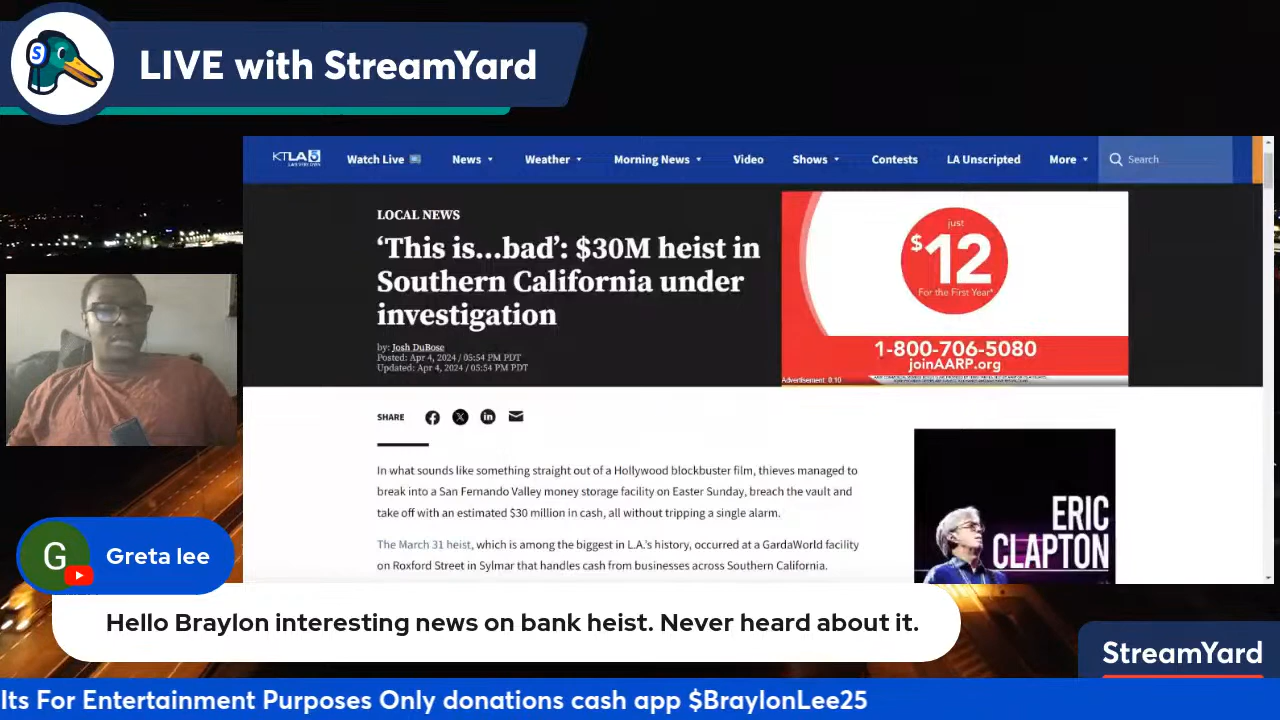 S
LIVE with StreamYard
KTLA 5
Watch Live
News
Weather
Morning News
Video
Shows
Contests
LA Unscripted
More
Search
LOCAL NEWS
‘This is...bad’: $30M heist in
Southern California under
investigation
by: Josh DuBose
Posted: Apr 4, 2024 / 05:54 PM PDT
Updated: Apr 4, 2024 / 05:54 PM PDT
just
$12
For the First Year*
1-800-706-5080
joinAARP.org
Advertisement: 0:10
SHARE
In what sounds like something straight out of a Hollywood blockbuster film, thieves managed to
break into a San Fernando Valley money storage facility on Easter Sunday, breach the vault and
take off with an estimated $30 million in cash, all without tripping a single alarm.
The March 31 heist, which is among the biggest in L.A.’s history, occurred at a GardaWorld facility
on Roxford Street in Sylmar that handles cash from businesses across Southern California.
ERIC
CLAPTON
G
Greta lee
Hello Braylon interesting news on bank heist. Never heard about it.
StreamYard
Its For Entertainment Purposes Only donations cash app $BraylonLee25